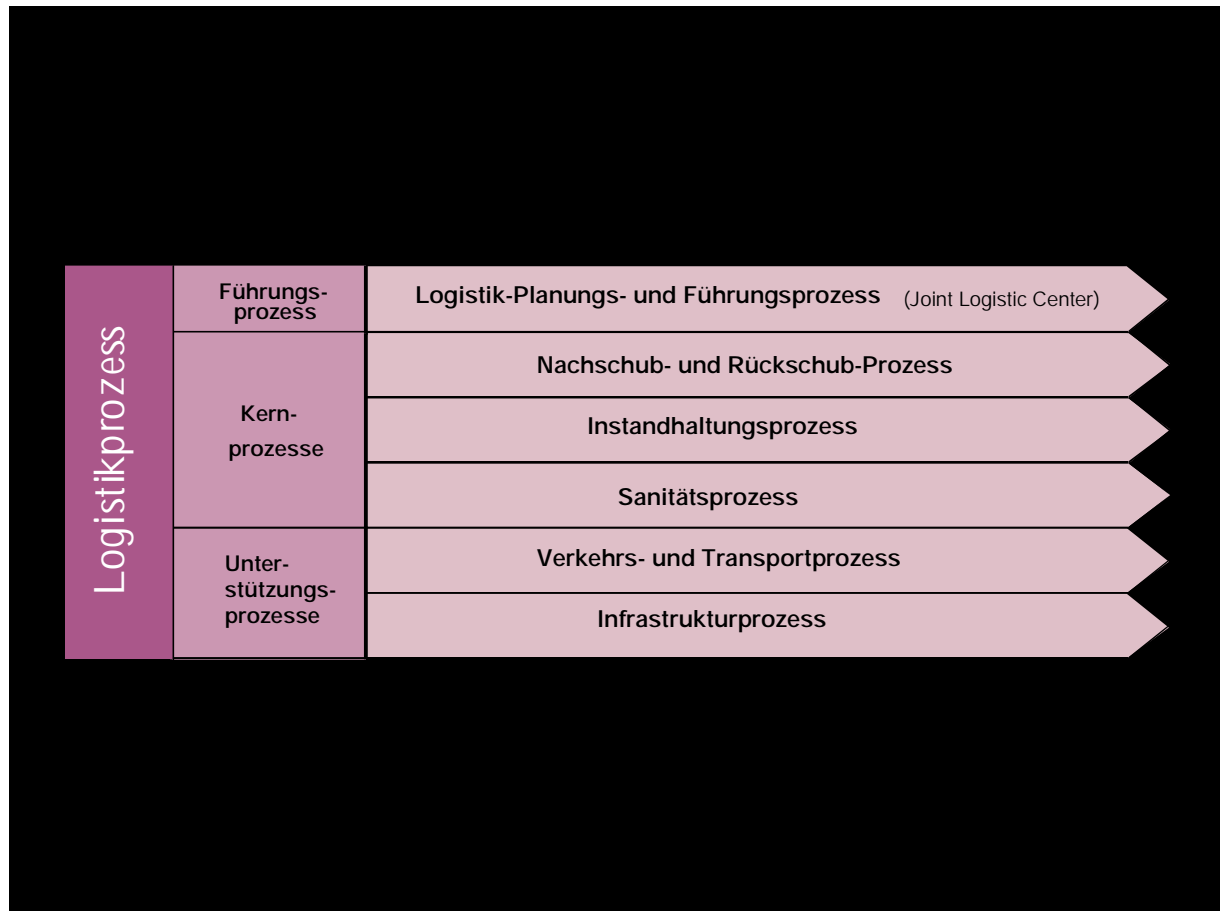 Logistikprozess
Führungs-
prozess
Logistik-Planungs- und Führungsprozess (Joint Logistic Center)
Kern-
prozesse
Nachschub- und Rückschub-Prozess
Instandhaltungsprozess
Sanitätsprozess
Unter-
stützungs-
prozesse
Verkehrs- und Transportprozess
Infrastrukturprozess